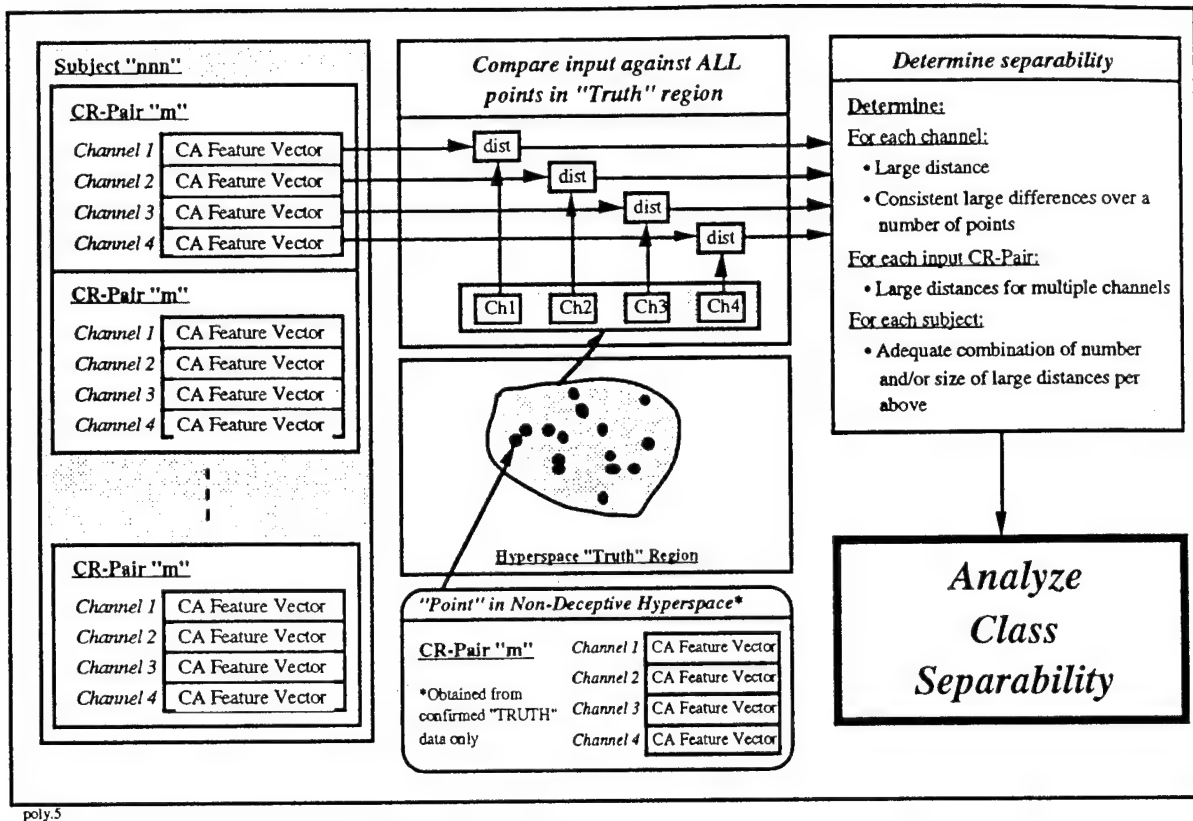 Subject "nnn"
CR-Pair "m"
Channel 1 CA Feature Vector
Channel 2 CA Feature Vector
Channel 3 CA Feature Vector
Channel 4 CA Feature Vector
CR-Pair "m"
Channel 1 CA Feature Vector
Channel 2 CA Feature Vector
Channel 3 CA Feature Vector
Channel 4 CA Feature Vector
CR-Pair "m"
Channel 1 CA Feature Vector
Channel 2 CA Feature Vector
Channel 3 CA Feature Vector
Channel 4 CA Feature Vector
Compare input against ALL
points in "Truth" region
dist
dist
dist
dist
Ch1 Ch2 Ch3 Ch4
Hyperspace "Truth" Region
"Point" in Non-Deceptive Hyperspace*
CR-Pair "m"
*Obtained from
confirmed "TRUTH"
data only
Channel 1 CA Feature Vector
Channel 2 CA Feature Vector
Channel 3 CA Feature Vector
Channel 4 CA Feature Vector
Determine separability
Determine:
For each channel:
• Large distance
• Consistent large differences over a
number of points
For each input CR-Pair:
• Large distances for multiple channels
For each subject:
• Adequate combination of number
and/or size of large distances per
above
Analyze
Class
Separability
poly.5